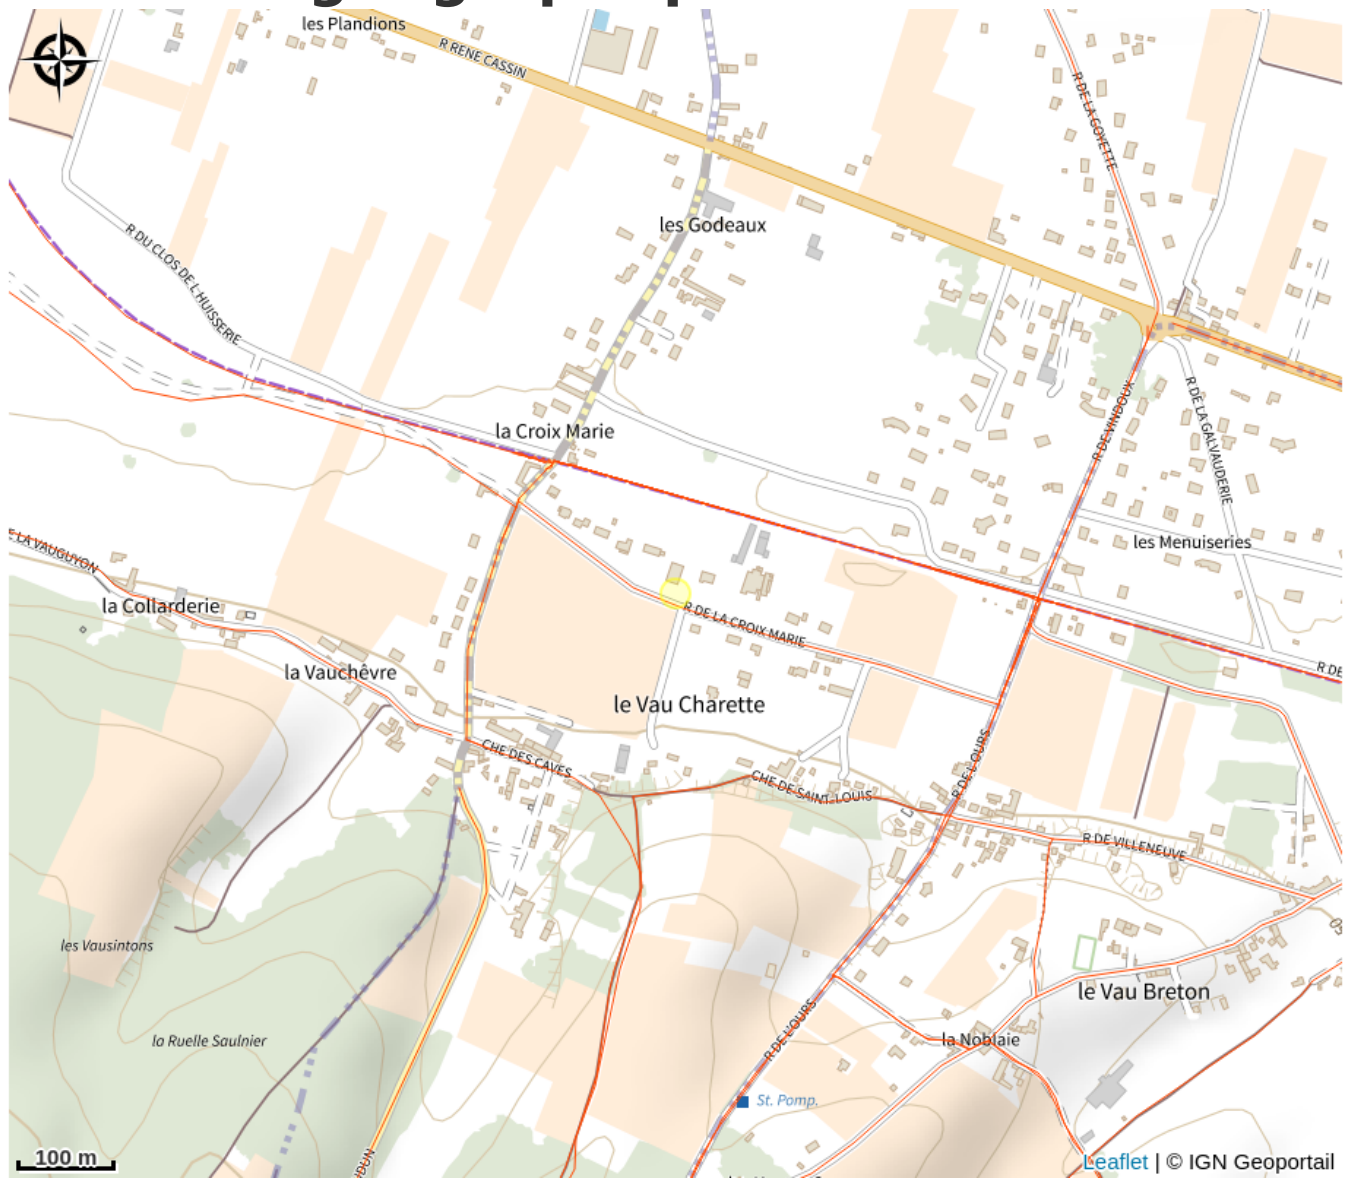 les Plandions
R RENE CASSIN
R DE LA GOYETTE
les Godeaux
R DU CLOS DE L HUISSERIE
R DE VINDOUX
R DE LA GALVAUDERIE
la Croix Marie
E LA VAUGUYON
les Menuiseries
la Collarderie
R DE LA CROIX MARIE
la Vauchêvre
R DE
le Vau Charette
CHE DES CAVES
R DE L'OURS
CHE DE SAINT-LOUIS
R DE VILLENEUVE
les Vausintons
le Vau Breton
la Ruelle Saulnier
R DE L'OURS
la Noblaie
St. Pomp.
DUN
100 m
Leaflet | © IGN Geoportail